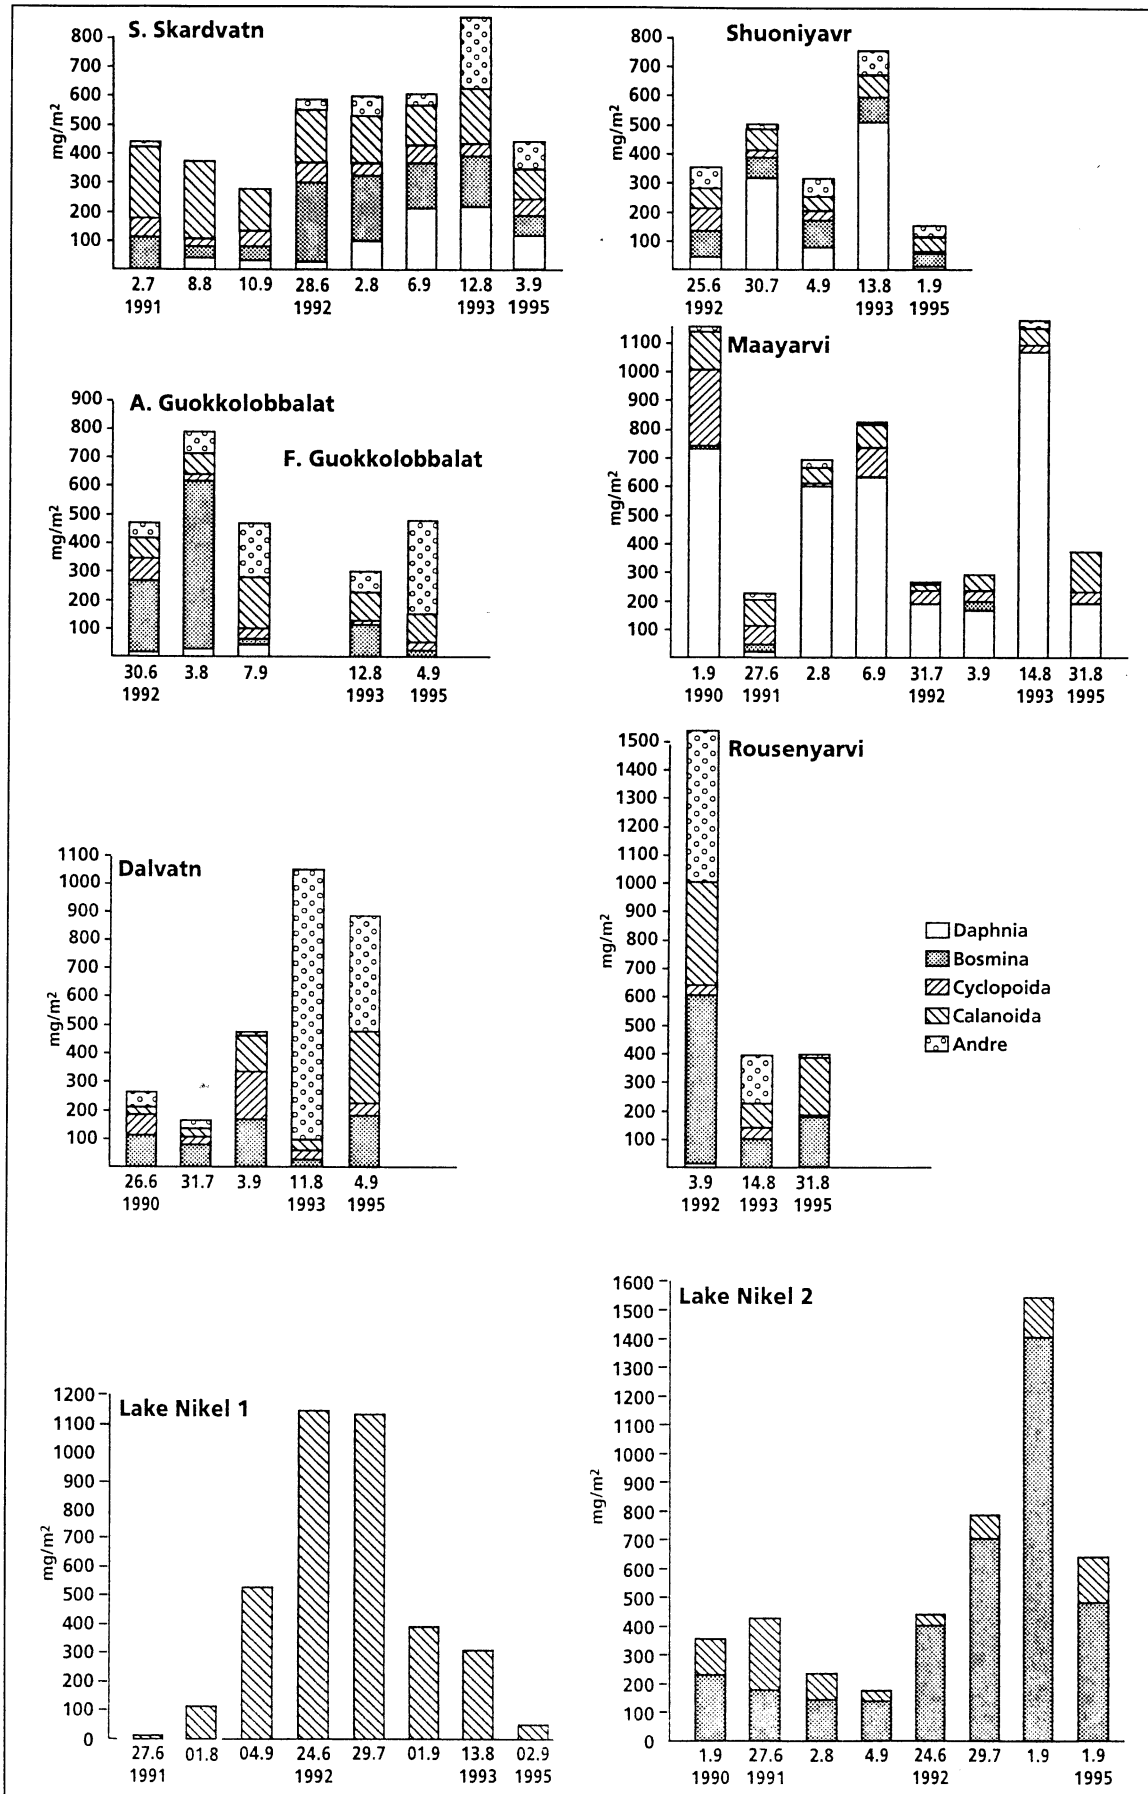 S. Skardvatn
800
700
600
500
400
300
200
100
mg/m²
2.7 8.8 10.9 28.6 2.8 6.9 12.8 3.9
1991 1992 1993 1995
Shuoniyavr
800
700
600
500
400
300
200
100
mg/m²
25.6 30.7 4.9 13.8 1.9
1992 1993 1995
A. Guokkolobbalat
F. Guokkolobbalat
900
800
700
600
500
400
300
200
100
mg/m²
30.6 3.8 7.9 12.8 4.9
1992 1993 1995
Maayarvi
1100
1000
900
800
700
600
500
400
300
200
100
mg/m²
1.9 27.6 2.8 6.9 31.7 3.9 14.8 31.8
1990 1991 1992 1993 1995
Dalvatn
1100
1000
900
800
700
600
500
400
300
200
100
mg/m²
26.6 31.7 3.9 11.8 4.9
1990 1993 1995
Rousenyarvi
1500
1400
1300
1200
1100
1000
900
800
700
600
500
400
300
200
100
mg/m²
3.9 14.8 31.8
1992 1993 1995
Daphnia
Bosmina
Cyclopoida
Calanoida
Andre
Lake Nikel 1
1200
1100
1000
900
800
700
600
500
400
300
200
100
0
mg/m²
27.6 01.8 04.9 24.6 29.7 01.9 13.8 02.9
1991 1992 1993 1995
Lake Nikel 2
1600
1500
1400
1300
1200
1100
1000
900
800
700
600
500
400
300
200
100
0
mg/m²
1.9 27.6 2.8 4.9 24.6 29.7 1.9 1.9
1990 1991 1992 1995